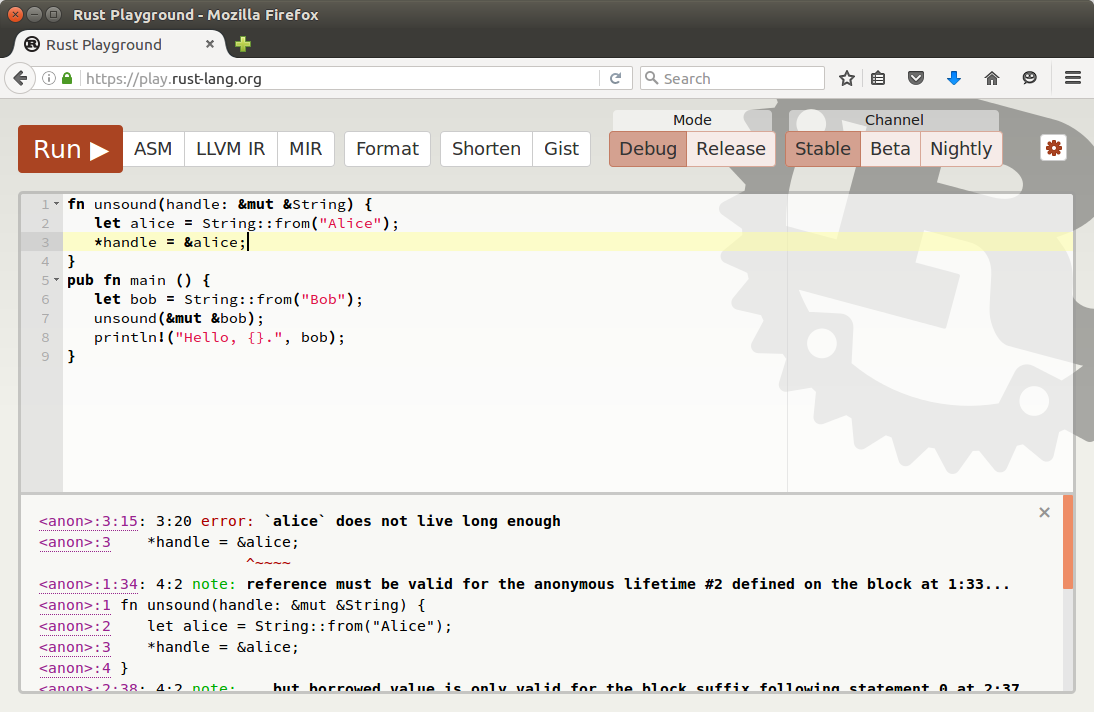 Rust Playground - Mozilla Firefox
Rust Playground
https://play.rust-lang.org
Search
Mode
Channel
Run ▶ ASM LLVM IR MIR Format Shorten Gist Debug Release Stable Beta Nightly
1 fn unsound(handle: &mut &String) {
2    let alice = String::from("Alice");
3    *handle = &alice;
4 }
5 pub fn main () {
6    let bob = String::from("Bob");
7    unsound(&mut &bob);
8    println!("Hello, {}.", bob);
9 }
<anon>:3:15: 3:20 error: `alice` does not live long enough
<anon>:3    *handle = &alice;
                       ^~~~~
<anon>:1:34: 4:2 note: reference must be valid for the anonymous lifetime #2 defined on the block at 1:33...
<anon>:1 fn unsound(handle: &mut &String) {
<anon>:2    let alice = String::from("Alice");
<anon>:3    *handle = &alice;
<anon>:4 }
<anon>:2:38: 4:2 note: ...but borrowed value is only valid for the block suffix following statement 0 at 2:37